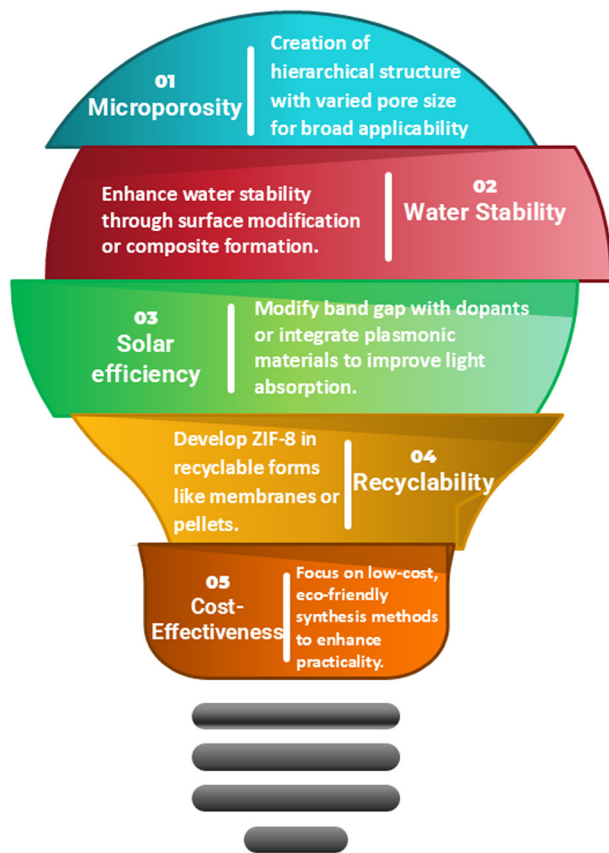 01
Microporosity
Creation of
hierarchical structure
with varied pore size
for broad applicability
Enhance water stability
through surface modification
or composite formation.
02
Water Stability
03
Solar
efficiency
Modify band gap with dopants
or integrate plasmonic
materials to improve light
absorption.
Develop ZIF-8 in
recyclable forms
like membranes or
pellets.
04
Recyclability
05
Cost-
Effectiveness
Focus on low-cost,
eco-friendly
synthesis methods
to enhance
practicality.